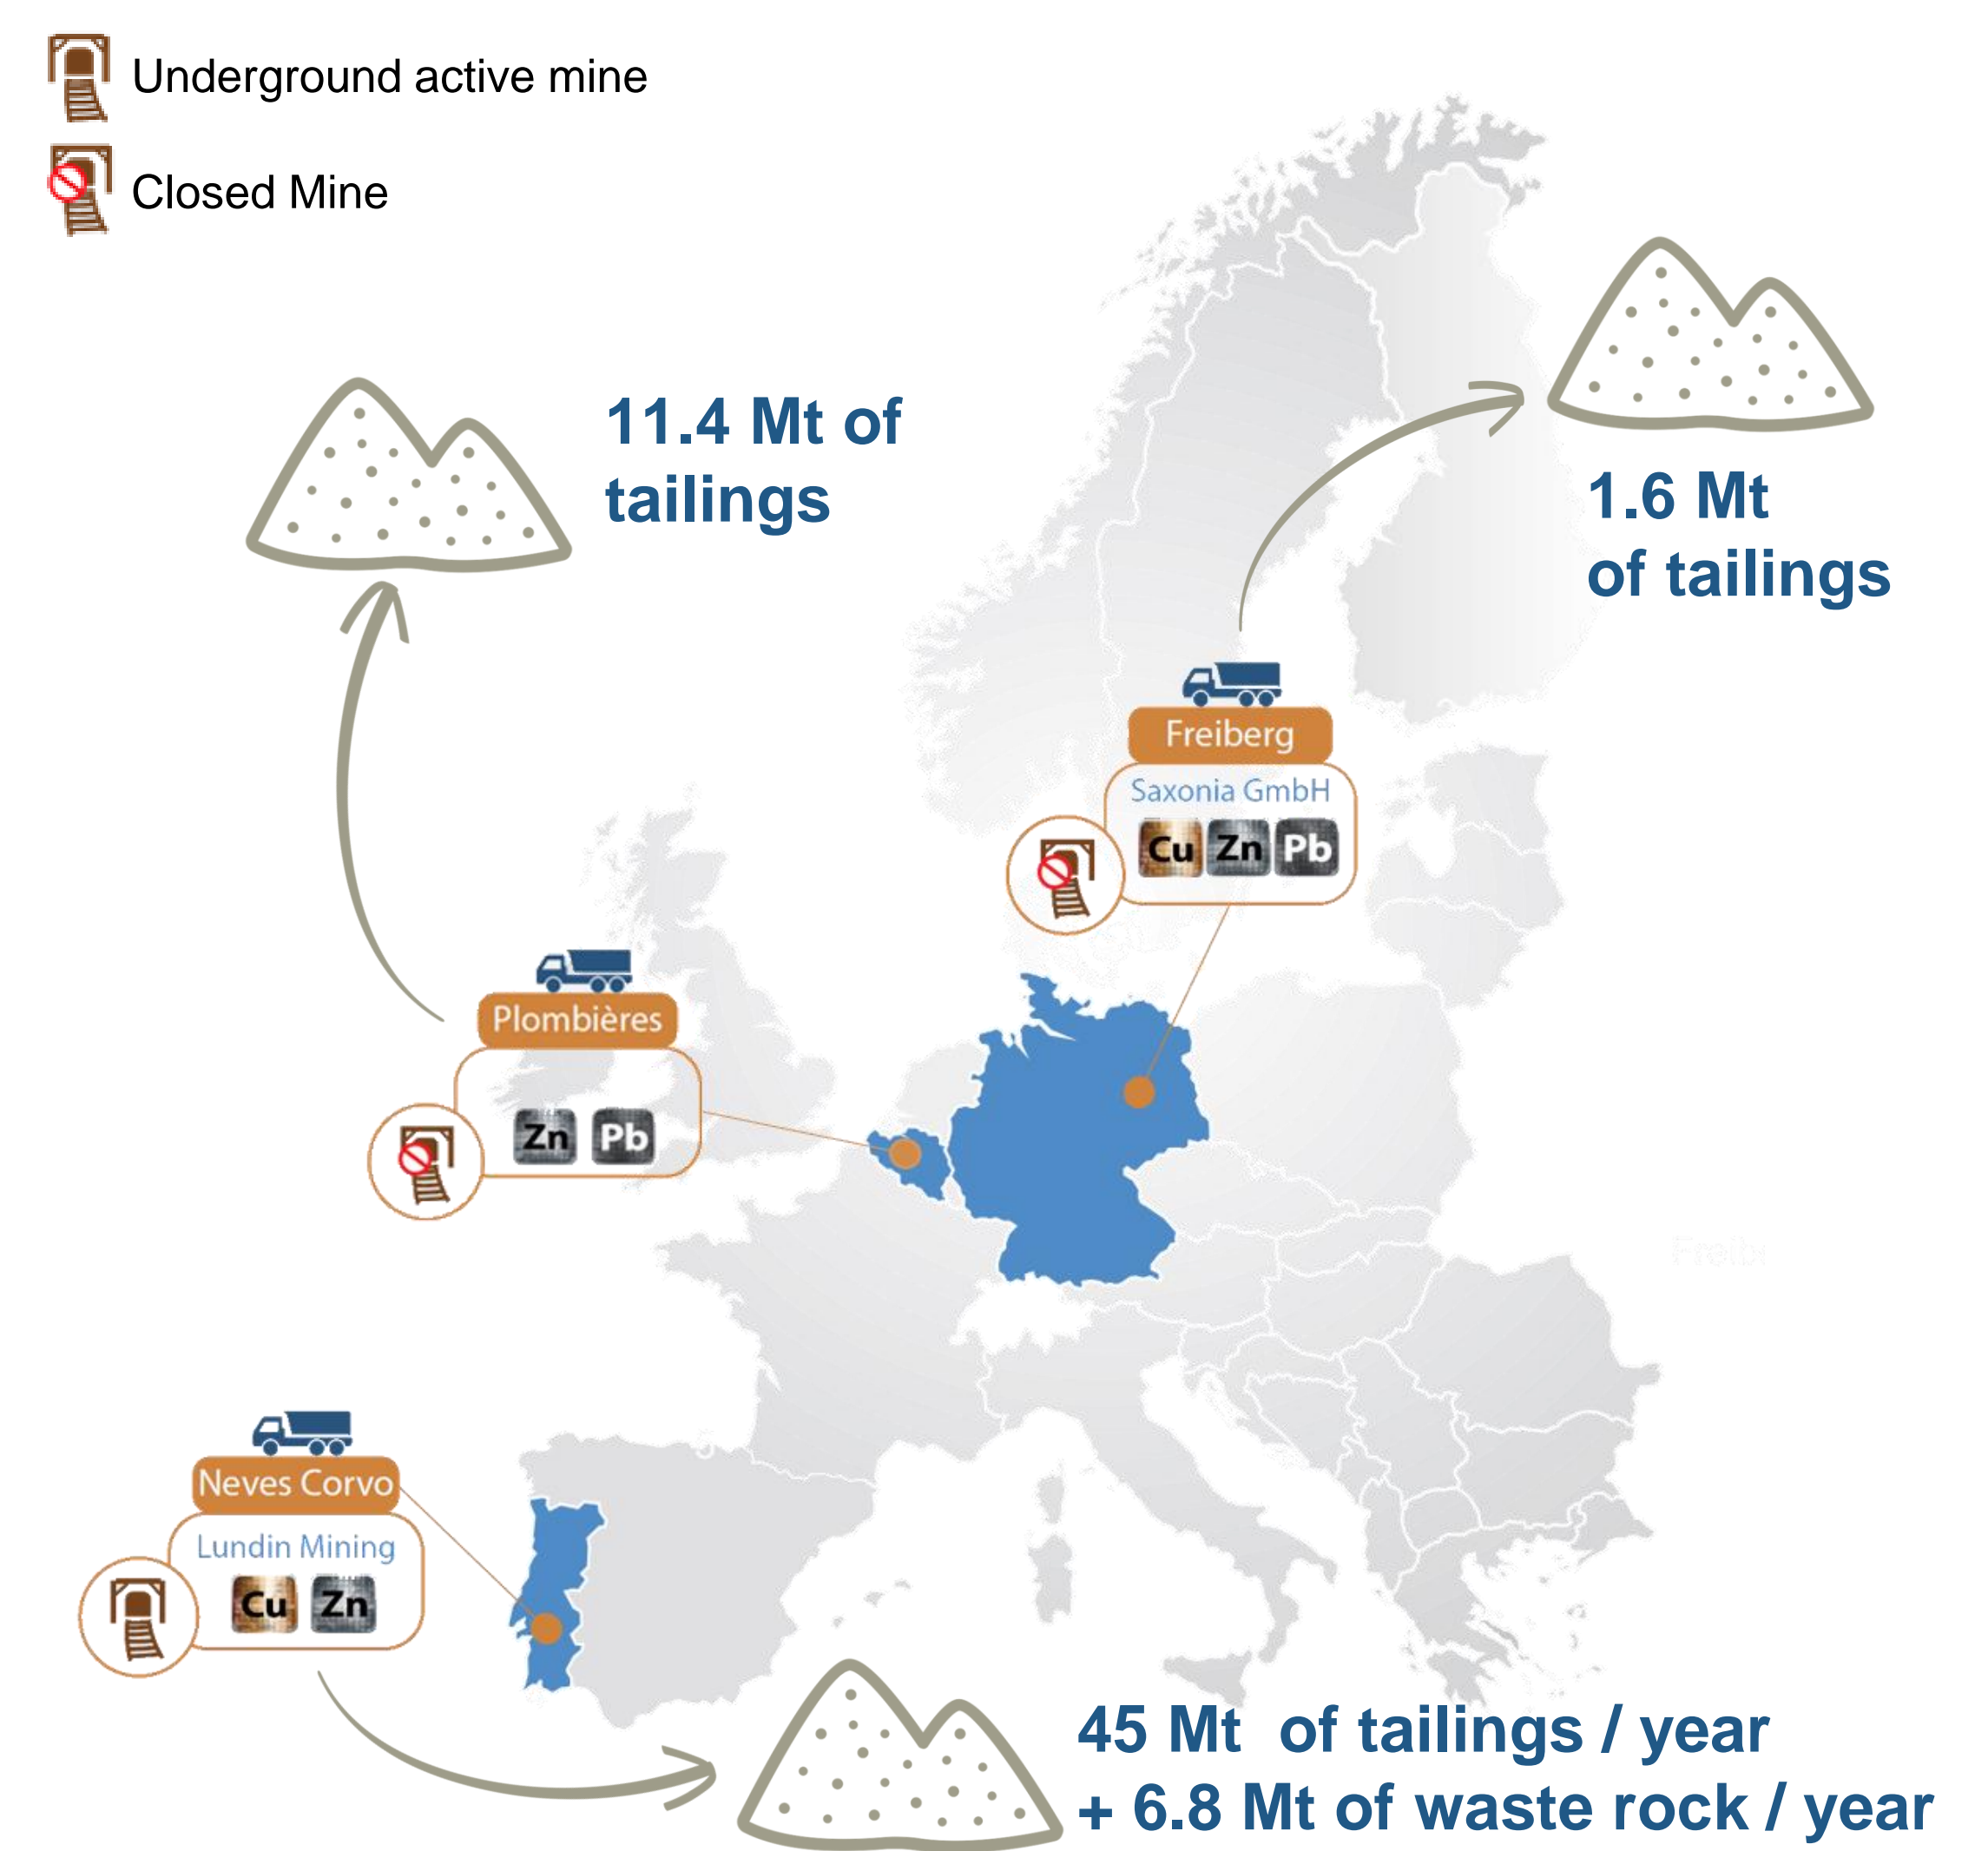 Underground active mine
Closed Mine
11.4 Mt of
tailings
1.6 Mt
of tailings
Freiberg
Saxonia GmbH
Cu Zn Pb
Plombières
Zn Pb
Neves Corvo
Lundin Mining
Cu Zn
45 Mt of tailings / year
+ 6.8 Mt of waste rock / year